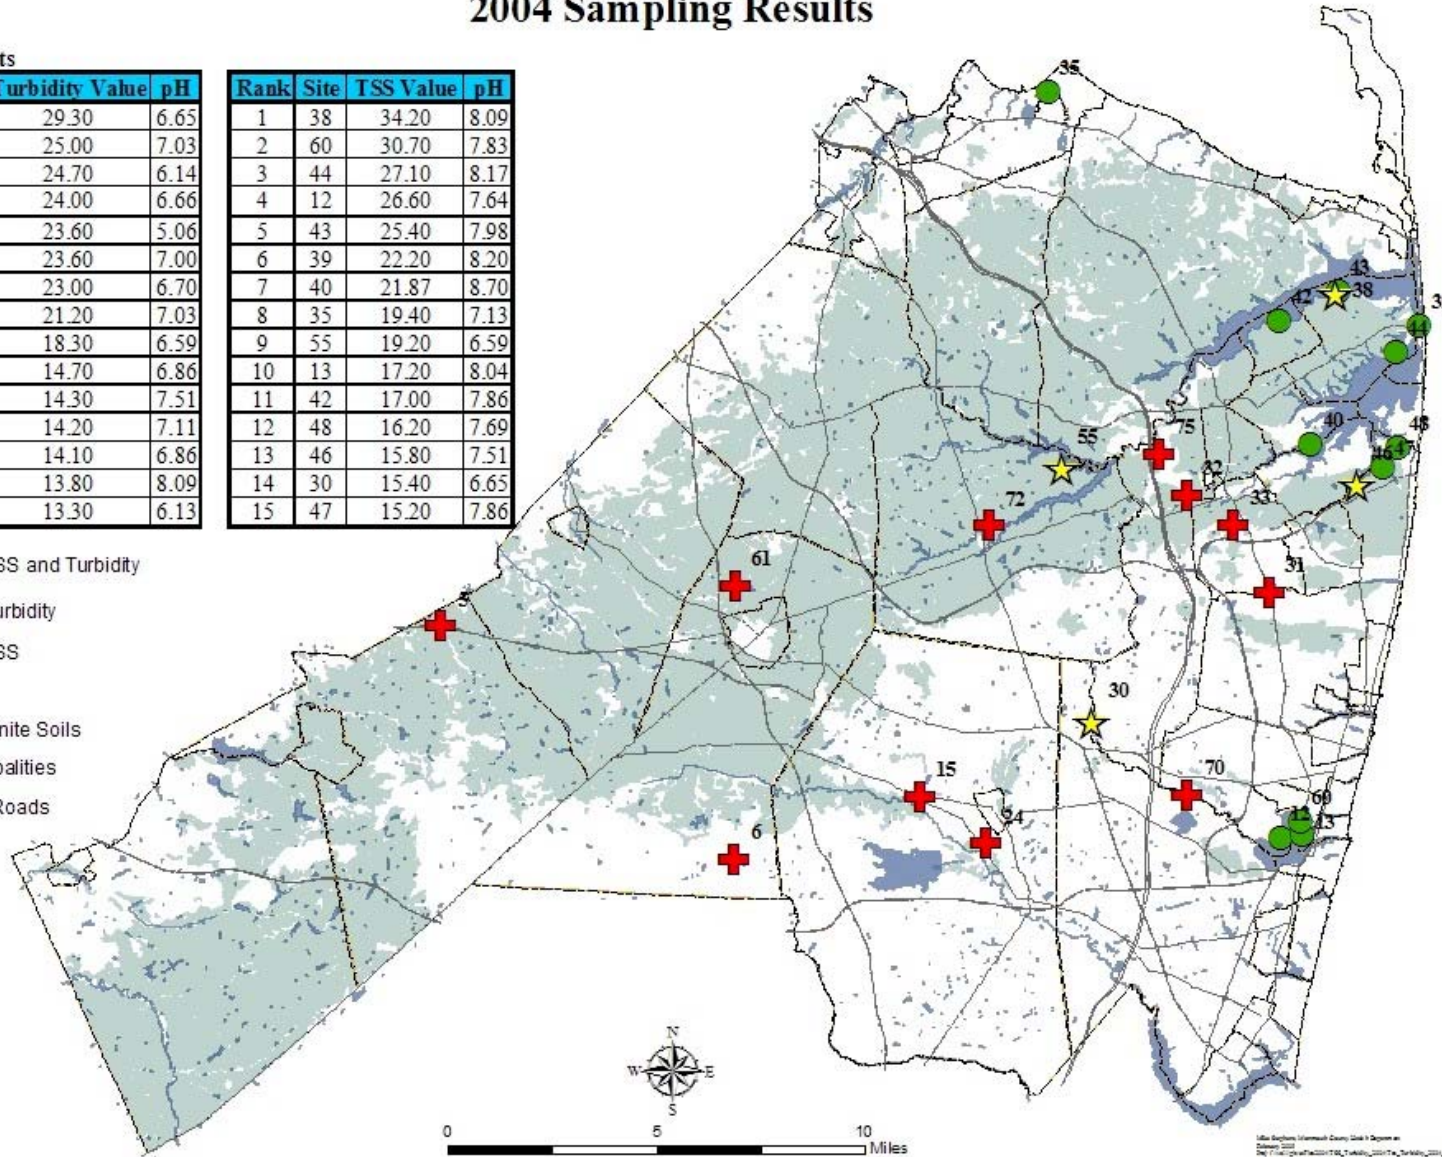 2004 Sampling Results
ts
Turbidity Value pH
29.30 6.65
25.00 7.03
24.70 6.14
24.00 6.66
23.60 5.06
23.60 7.00
23.00 6.70
21.20 7.03
18.30 6.59
14.70 6.86
14.30 7.51
14.20 7.11
14.10 6.86
13.80 8.09
13.30 6.13
Rank Site TSS Value pH
1 38 34.20 8.09
2 60 30.70 7.83
3 44 27.10 8.17
4 12 26.60 7.64
5 43 25.40 7.98
6 39 22.20 8.20
7 40 21.87 8.70
8 35 19.40 7.13
9 55 19.20 6.59
10 13 17.20 8.04
11 42 17.00 7.86
12 48 16.20 7.69
13 46 15.80 7.51
14 30 15.40 6.65
15 47 15.20 7.86
SS and Turbidity
urbidity
SS
nite Soils
palities
Roads
35
43
42
38
3
44
40
48
47
46
55
75
32
33
72
31
61
5
30
15
24
6
70
60
12
13
N
W E
S
0 5 10
Miles